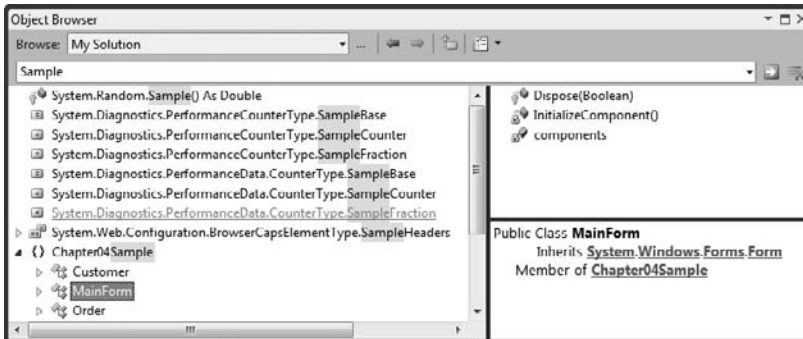 Object Browser
Browse: My Solution
...
Sample
System.Random.Sample() As Double
System.Diagnostics.PerformanceCounterType.SampleBase
System.Diagnostics.PerformanceCounterType.SampleCounter
System.Diagnostics.PerformanceCounterType.SampleFraction
System.Diagnostics.PerformanceData.CounterType.SampleBase
System.Diagnostics.PerformanceData.CounterType.SampleCounter
System.Diagnostics.PerformanceData.CounterType.SampleFraction
System.Web.Configuration.BrowserCapsElementType.SampleHeaders
{} Chapter04Sample
Customer
MainForm
Order
Dispose(Boolean)
InitializeComponent()
components
Public Class MainForm
Inherits System.Windows.Forms.Form
Member of Chapter04Sample